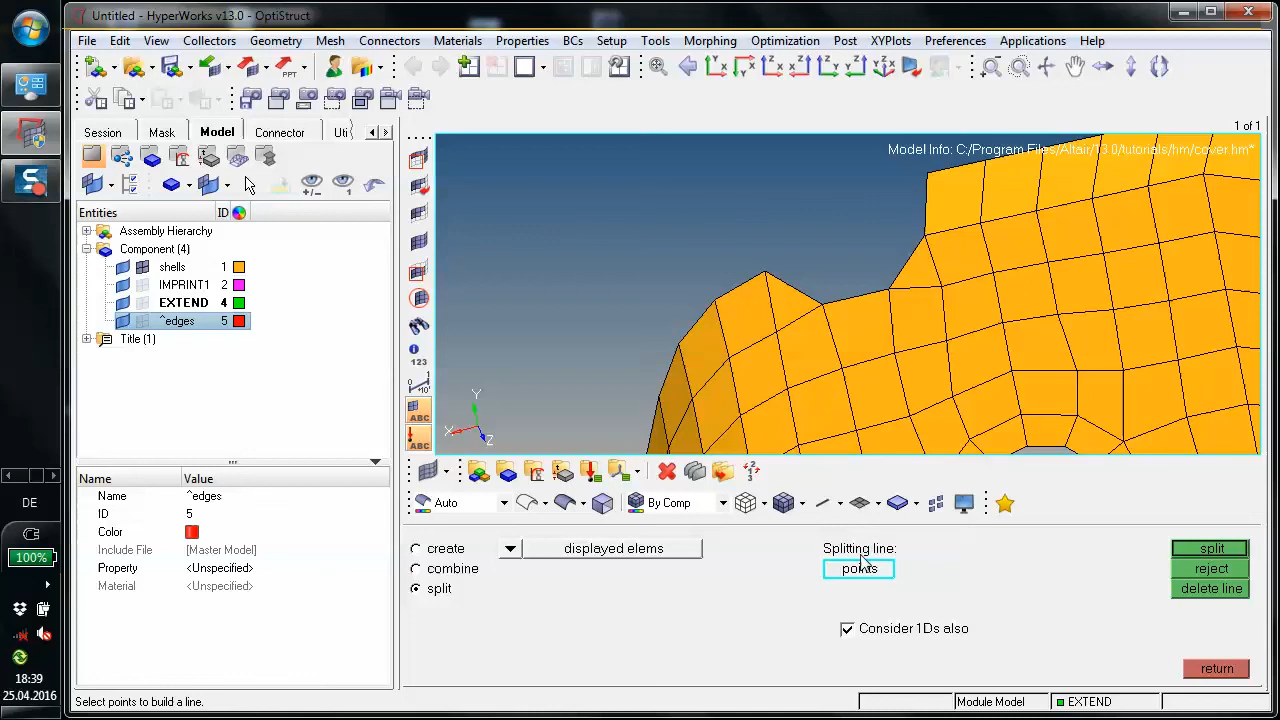 Untitled - HyperWorks v13.0 - OptiStruct
File Edit View Collectors Geometry Mesh Connectors Materials Properties BCs Setup Tools Morphing Optimization Post XYPlots Preferences Applications Help
Session Mask Model Connector Uti
1 of 1
Model Info: C:/Program Files/Altair/13.0/tutorials/hm/cover.hm*
Entities ID
Assembly Hierarchy
Component (4)
shells 1
IMPRINT1 2
EXTEND 4
^edges 5
Title (1)
123
ABC
ABC
Y
X
Z
Name Value
Name ^edges
ID 5
Color
Include File [Master Model]
Property <Unspecified>
Material <Unspecified>
Auto By Comp
create displayed elems Splitting line: split
combine points reject
split delete line
Consider 1Ds also
return
Select points to build a line. Module Model EXTEND
DE
100%
18:39
25.04.2016